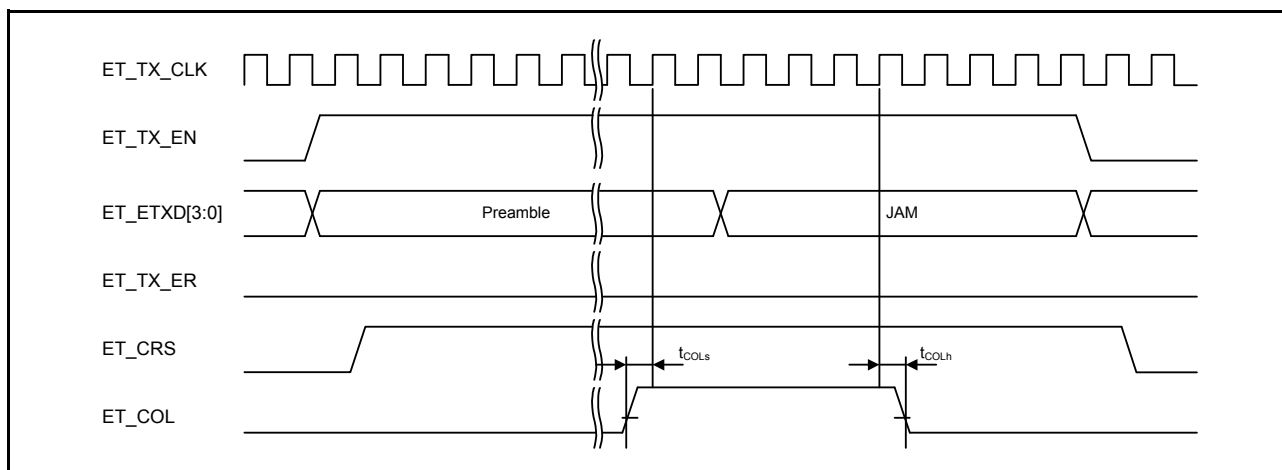 ET_TX_CLK
ET_TX_EN
ET_ETXD[3:0]
Preamble
JAM
ET_TX_ER
ET_CRS
tCOLs
tCOLh
ET_COL